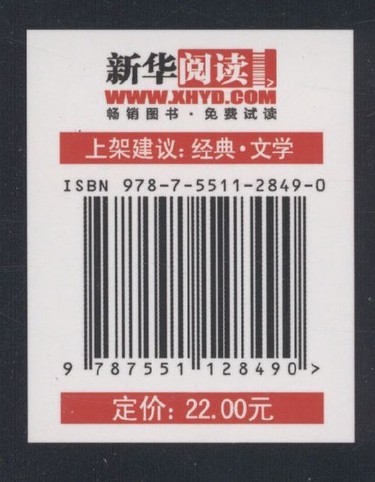 新华阅读
WWW.XHYD.COM
畅销图书·免费试读
上架建议：经典·文学
ISBN 978-7-5511-2849-0
9 787551 128490 >
定价：22.00元